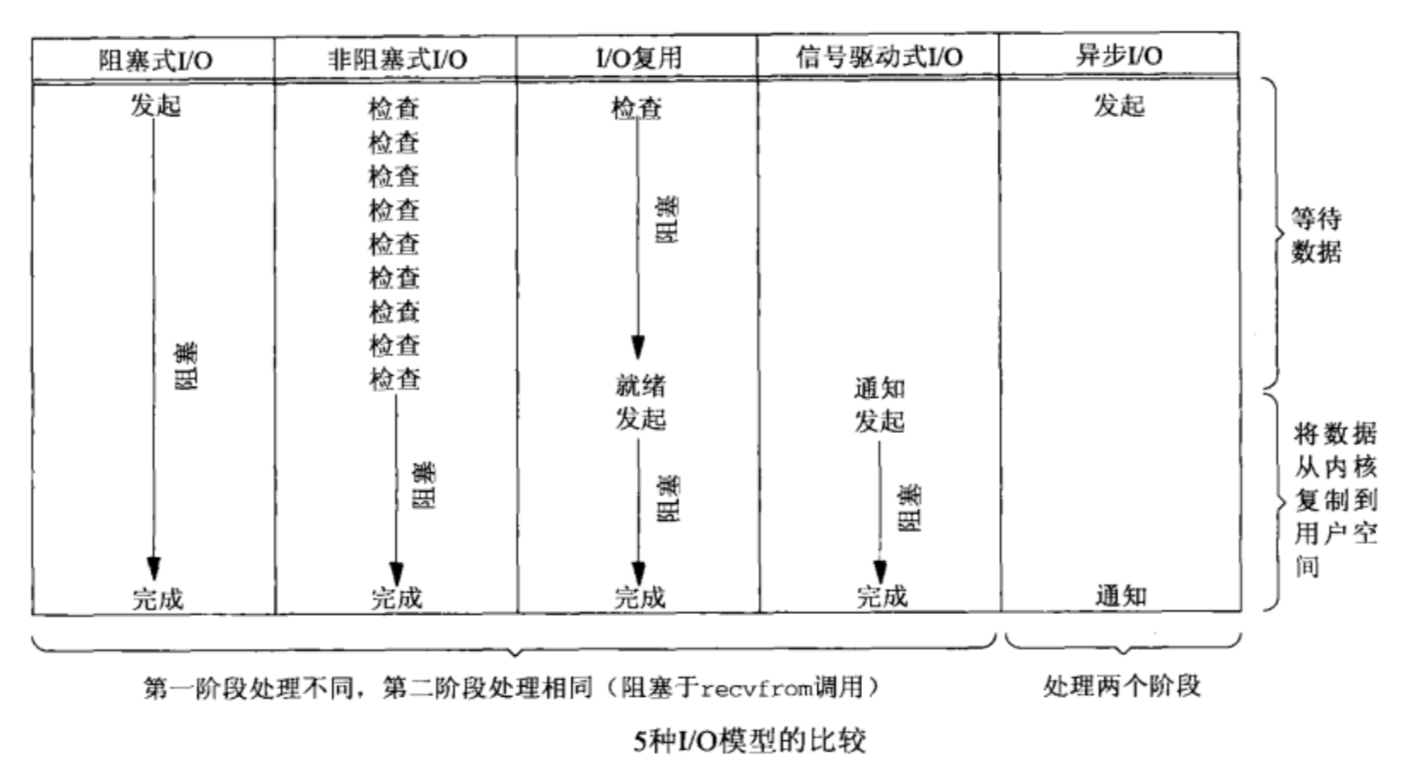 阻塞式I/O 非阻塞式I/O I/O复用 信号驱动式I/O 异步I/O
发起 检查 检查 发起
检查
检查
检查
检查
检查
检查
检查
检查
阻塞
阻塞
就绪 通知
发起 发起
阻塞 阻塞 阻塞
完成 完成 完成 完成 通知
等待
数据
将数据
从内核
复制到
用户空
间
第一阶段处理不同，第二阶段处理相同（阻塞于recvfrom调用） 处理两个阶段
5种I/O模型的比较